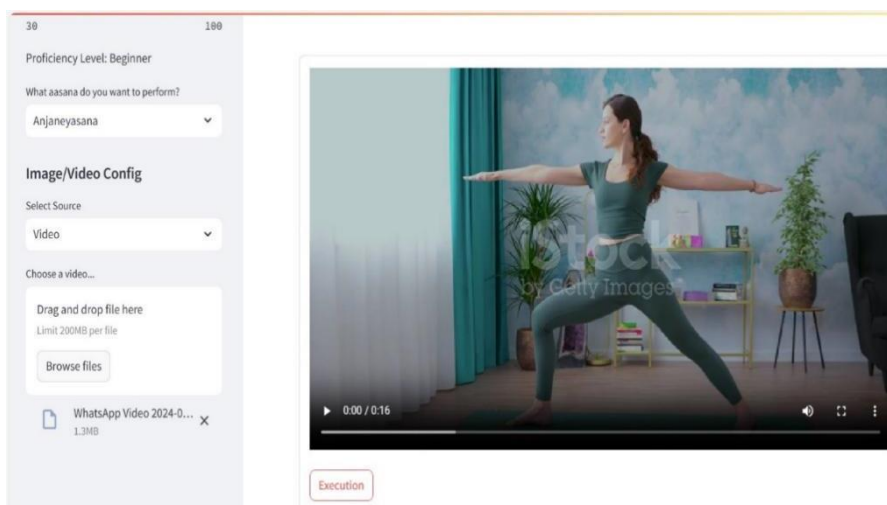 30 100
Proficiency Level: Beginner
What aasana do you want to perform?
Anjaneyasana
Image/Video Config
Select Source
Video
Choose a video...
Drag and drop file here
Limit 200MB per file
Browse files
WhatsApp Video 2024-0...
1.3MB
iStock
by Getty Images
0:00 / 0:16
Execution